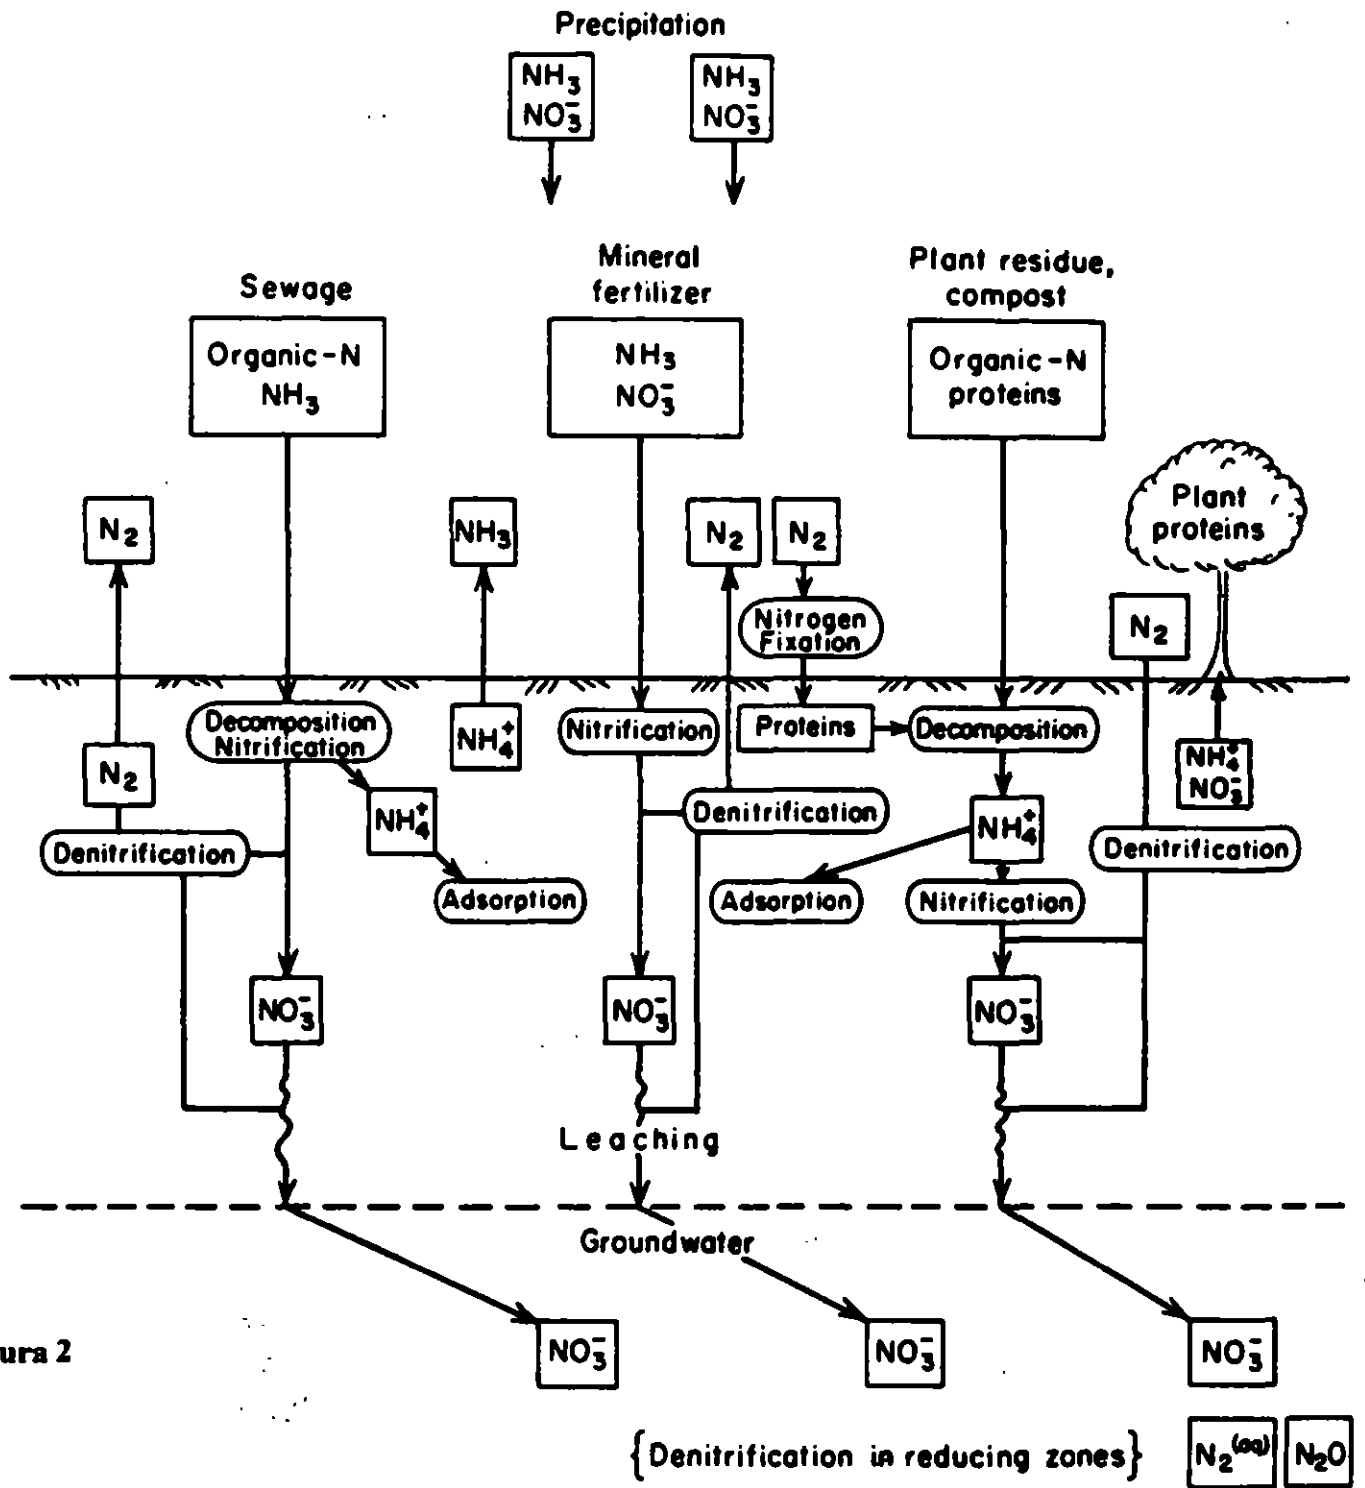 Precipitation
NH₃
NO₃⁻
NH₃
NO₃⁻
Sewage
Organic-N
NH₃
Mineral
fertilizer
NH₃
NO₃⁻
Plant residue,
compost
Organic-N
proteins
N₂
NH₃
N₂
N₂
Nitrogen
Fixation
N₂
Plant
proteins
Decomposition
Nitrification
N₂
NH₄⁺
Nitrification
Proteins
Decomposition
NH₄⁺
NO₃⁻
Denitrification
NH₄⁺
Adsorption
Denitrification
NH₄⁺
Adsorption
Nitrification
Denitrification
NO₃⁻
NO₃⁻
NO₃⁻
Leaching
Groundwater
NO₃⁻
NO₃⁻
NO₃⁻
ura 2
{Denitrification in reducing zones}
N₂(aq)
N₂O